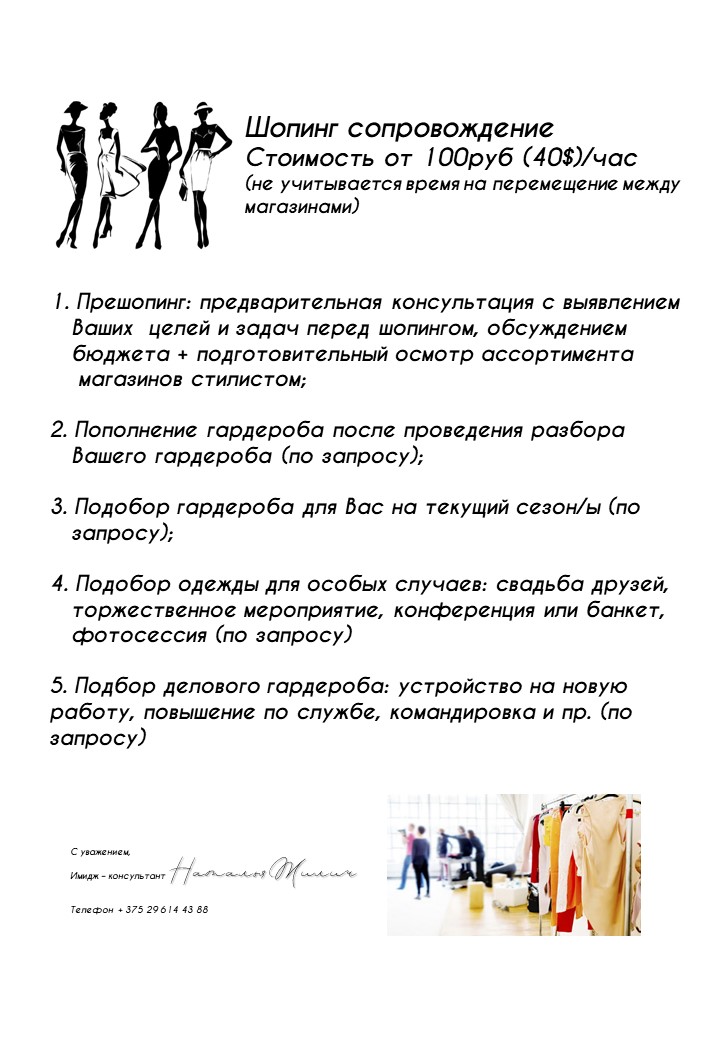 Шопинг сопровождение
Стоимость от 100руб (40$)/час
(не учитывается время на перемещение между
магазинами)
1. Прешопинг: предварительная консультация с выявлением
Ваших целей и задач перед шопингом, обсуждением
бюджета + подготовительный осмотр ассортимента
магазинов стилистом;
2. Пополнение гардероба после проведения разбора
Вашего гардероба (по запросу);
3. Подобор гардероба для Вас на текущий сезон/ы (по
запросу);
4. Подобор одежды для особых случаев: свадьба друзей,
торжественное мероприятие, конференция или банкет,
фотосессия (по запросу)
5. Подбор делового гардероба: устройство на новую
работу, повышение по службе, командировка и пр. (по
запросу)
С уважением,
Имидж – консультант Наталья Милич
Телефон + 375 29 614 43 88